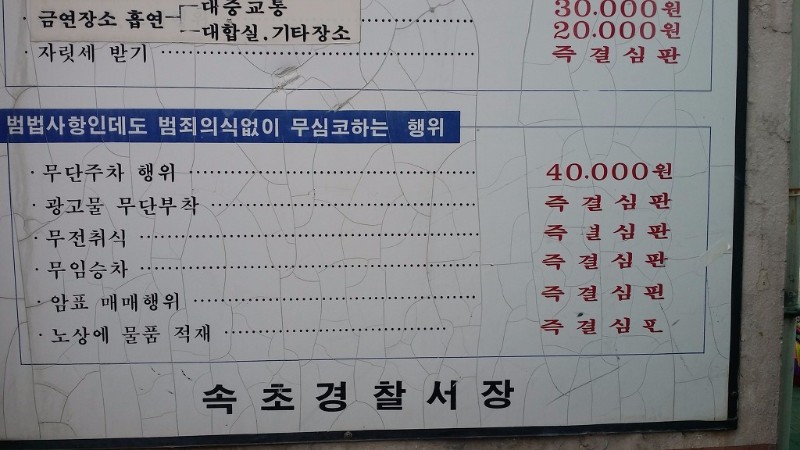 · 금연장소 흡연 대중교통 30.000원
대합실, 기타장소 20.000원
· 자릿세 받기 즉결심판
범법사항인데도 범죄의식없이 무심코하는 행위
· 무단주차 행위 40.000원
· 광고물 무단부착 즉결심판
· 무전취식 즉결심판
· 무임승차 즉결심판
· 암표 매매행위 즉결심판
· 노상에 물품 적재 즉결심판
속초경찰서장